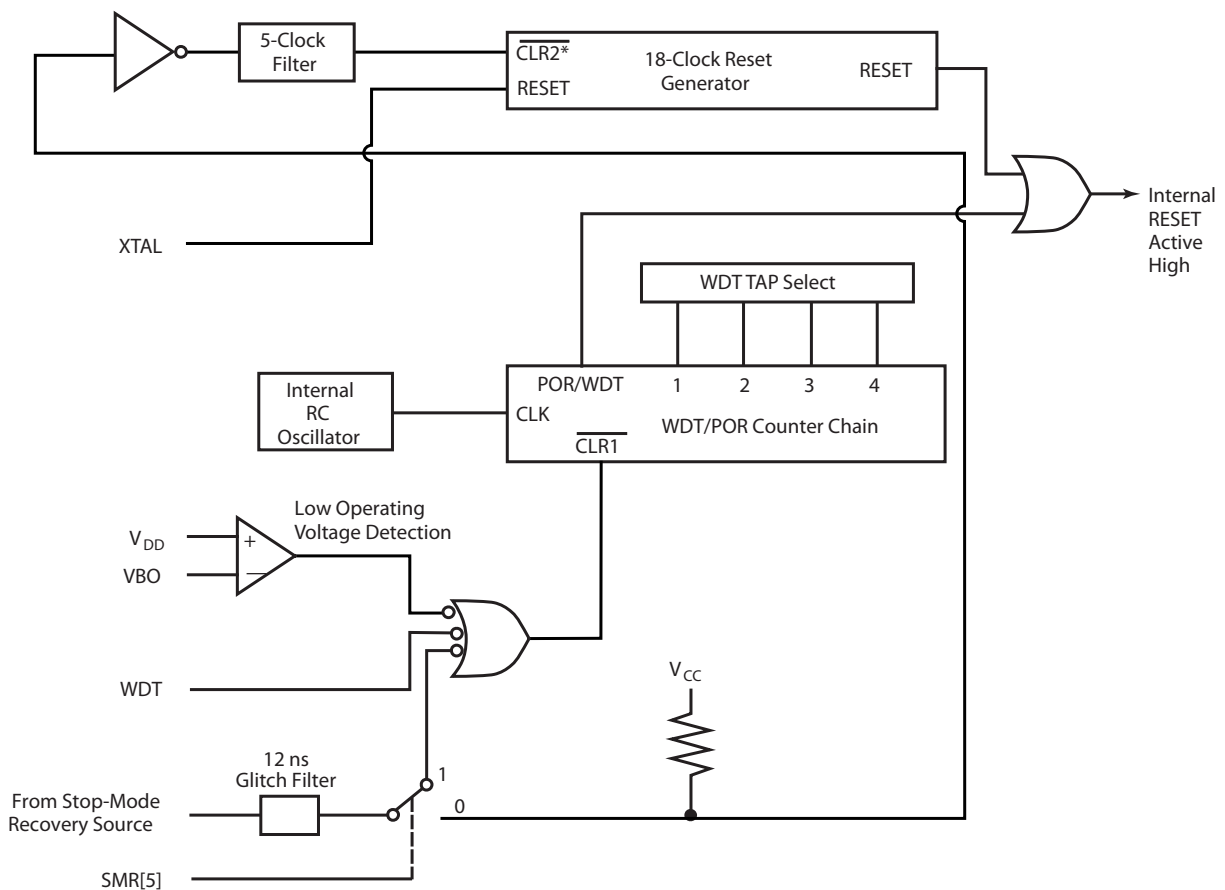 5-Clock
Filter
CLR2*
RESET
18-Clock Reset
Generator
RESET
Internal
RESET
Active
High
XTAL
WDT TAP Select
POR/WDT 1 2 3 4
CLK
WDT/POR Counter Chain
CLR1
Internal
RC
Oscillator
Low Operating
Voltage Detection
VDD
+
VBO
—
WDT
VCC
12 ns
Glitch Filter
1
0
From Stop-Mode
Recovery Source
SMR[5]